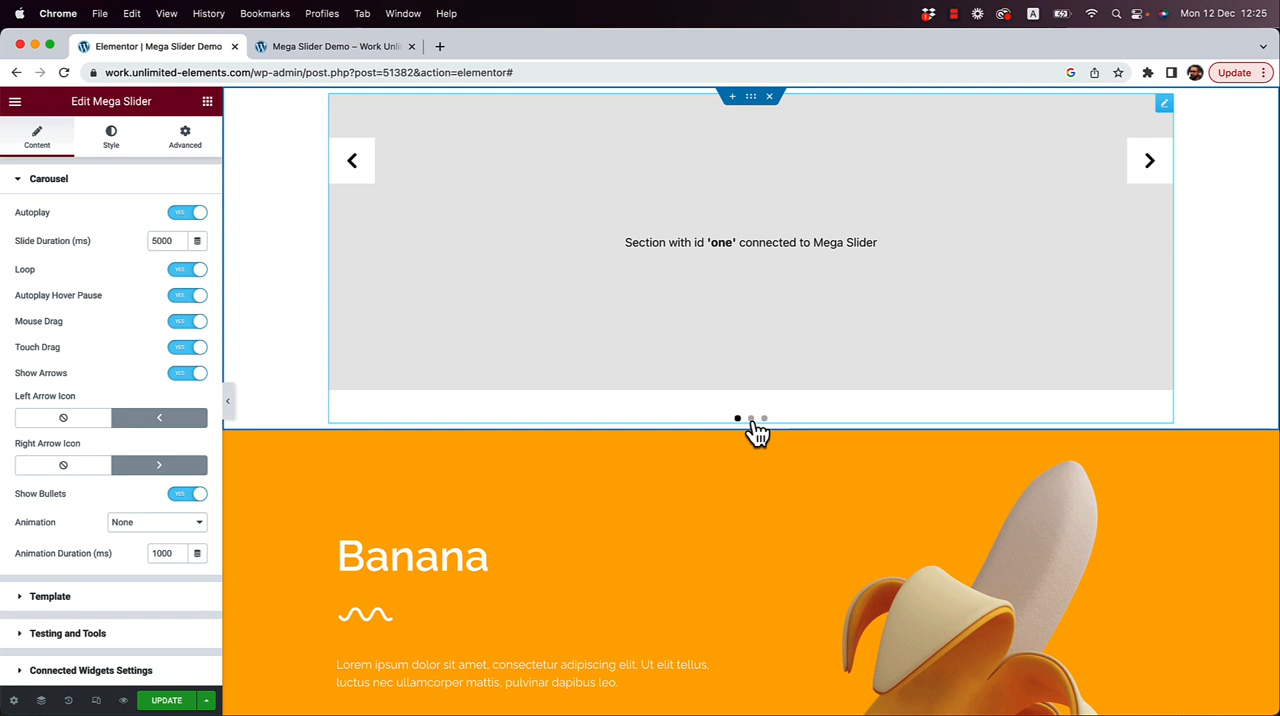 Chrome File Edit View History Bookmarks Profiles Tab Window Help A Mon 12 Dec 12:25
Elementor | Mega Slider Demo Mega Slider Demo – Work Unli
work.unlimited-elements.com/wp-admin/post.php?post=51382&action=elementor# Update
Edit Mega Slider
Content Style Advanced
Carousel
Autoplay YES
Slide Duration (ms) 5000
Loop YES
Autoplay Hover Pause YES
Mouse Drag YES
Touch Drag YES
Show Arrows YES
Left Arrow Icon
Right Arrow Icon
Show Bullets YES
Animation None
Animation Duration (ms) 1000
Template
Testing and Tools
Connected Widgets Settings
UPDATE
Section with id 'one' connected to Mega Slider
Banana
Lorem ipsum dolor sit amet, consectetur adipiscing elit. Ut elit tellus,
luctus nec ullamcorper mattis, pulvinar dapibus leo.